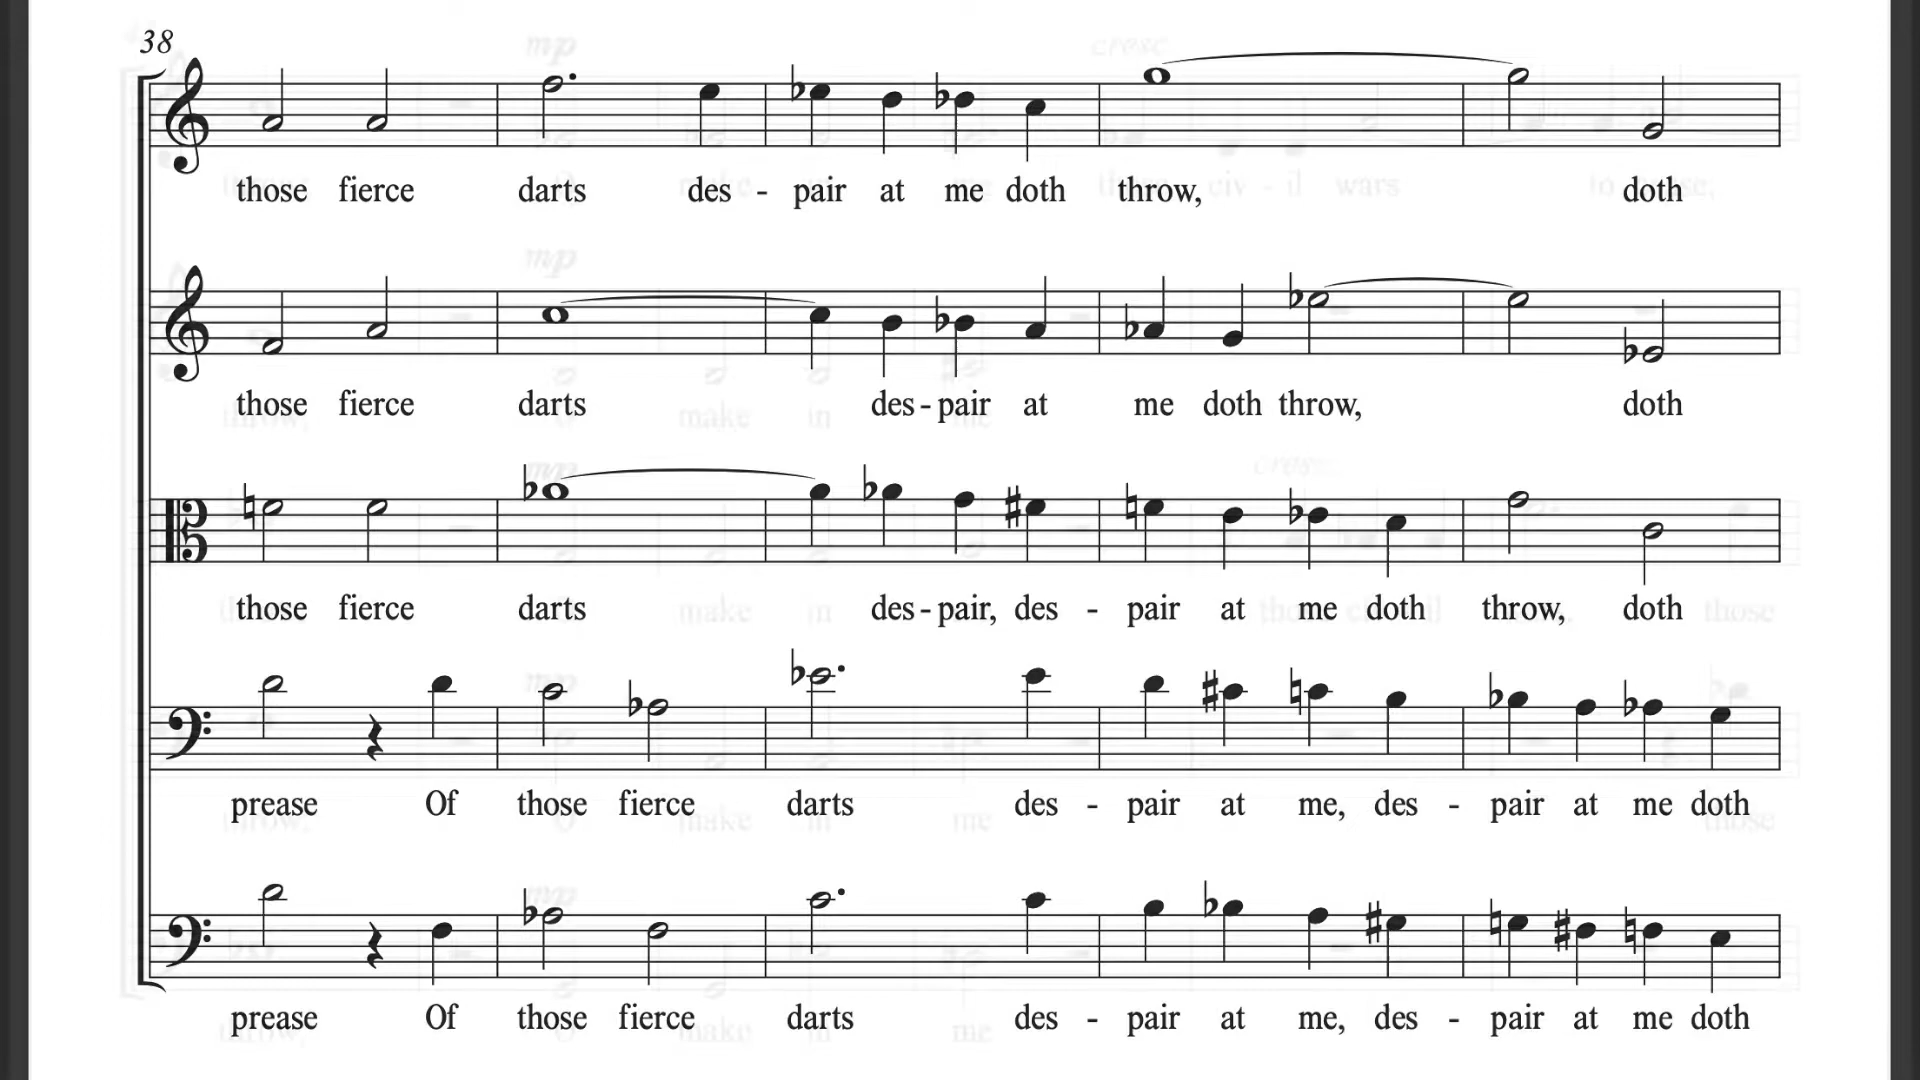 38
those fierce darts des - pair at me doth throw, doth
those fierce darts des - pair at me doth throw, doth
those fierce darts des - pair, des - pair at me doth throw, doth
prease Of those fierce darts des - pair at me, des - pair at me doth
prease Of those fierce darts des - pair at me, des - pair at me doth